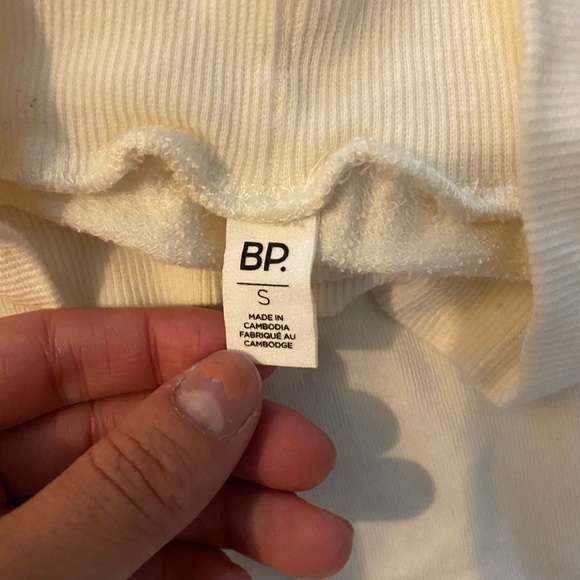 BP.
S
MADE IN
CAMBODIA
FABRIQUÉ AU
CAMBODGE